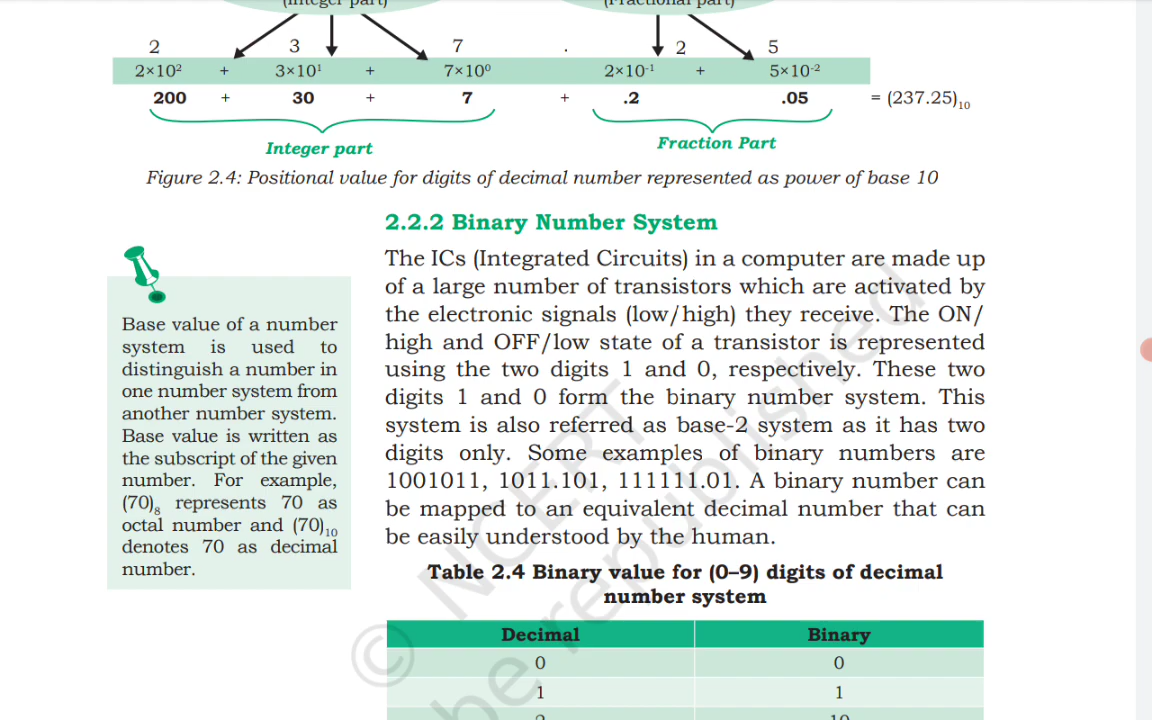 (Integer part) (Fractional part)
2 3 7 . 2 5
2×10² + 3×10¹ + 7×10⁰ 2×10⁻¹ + 5×10⁻²
200 + 30 + 7 + .2 .05 = (237.25)₁₀
Integer part Fraction Part
Figure 2.4: Positional value for digits of decimal number represented as power of base 10
2.2.2 Binary Number System
The ICs (Integrated Circuits) in a computer are made up
of a large number of transistors which are activated by
the electronic signals (low/high) they receive. The ON/
high and OFF/low state of a transistor is represented
using the two digits 1 and 0, respectively. These two
digits 1 and 0 form the binary number system. This
system is also referred as base-2 system as it has two
digits only. Some examples of binary numbers are
1001011, 1011.101, 111111.01. A binary number can
be mapped to an equivalent decimal number that can
be easily understood by the human.
Base value of a number
system is used to
distinguish a number in
one number system from
another number system.
Base value is written as
the subscript of the given
number. For example,
(70)₈ represents 70 as
octal number and (70)₁₀
denotes 70 as decimal
number.
Table 2.4 Binary value for (0–9) digits of decimal
number system
Decimal Binary
0 0
1 1
2 10
© NCERT
be republished